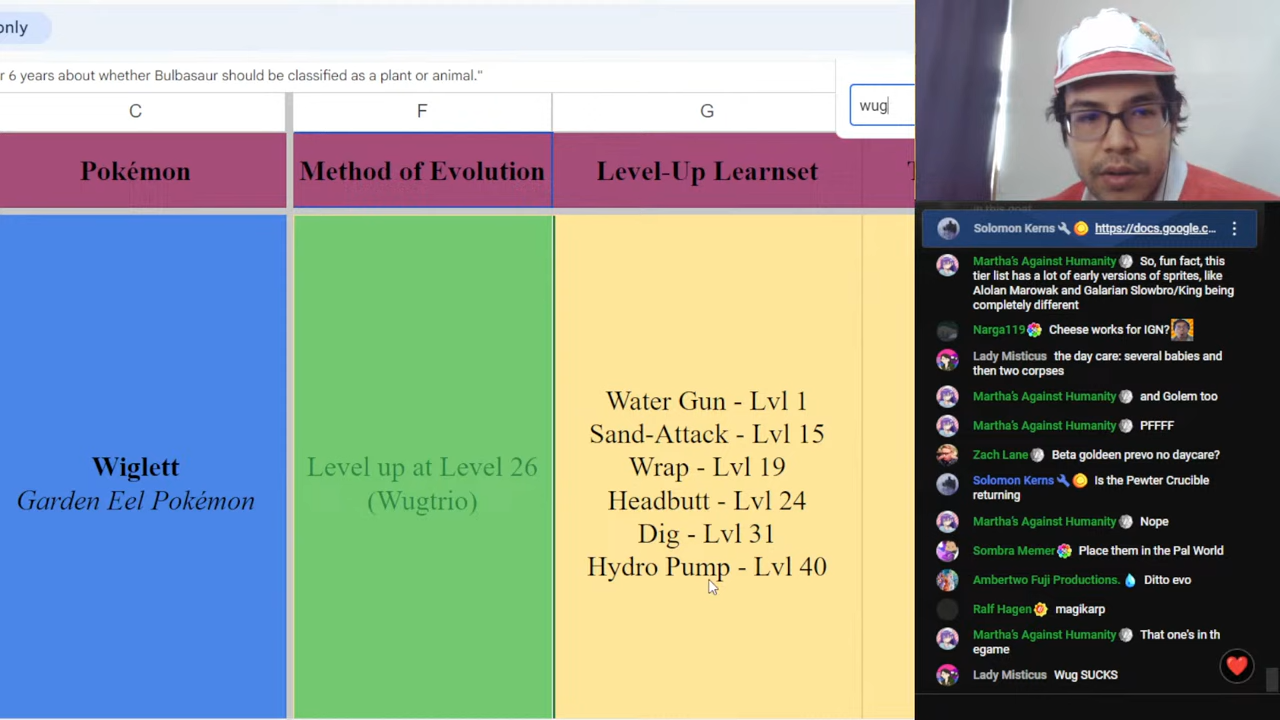 only
r 6 years about whether Bulbasaur should be classified as a plant or animal."
wug
C
F
G
Pokémon
Method of Evolution
Level-Up Learnset
T
Wiglett
Garden Eel Pokémon
Level up at Level 26
(Wugtrio)
Water Gun - Lvl 1
Sand-Attack - Lvl 15
Wrap - Lvl 19
Headbutt - Lvl 24
Dig - Lvl 31
Hydro Pump - Lvl 40
in this goal
Solomon Kerns https://docs.google.c...
Martha's Against Humanity So, fun fact, this
tier list has a lot of early versions of sprites, like
Alolan Marowak and Galarian Slowbro/King being
completely different
Narga119 Cheese works for IGN?
Lady Misticus the day care: several babies and
then two corpses
Martha's Against Humanity and Golem too
Martha's Against Humanity PFFFF
Zach Lane Beta goldeen prevo no daycare?
Solomon Kerns Is the Pewter Crucible
returning
Martha's Against Humanity Nope
Sombra Memer Place them in the Pal World
Ambertwo Fuji Productions. Ditto evo
Ralf Hagen magikarp
Martha's Against Humanity That one's in th
egame
Lady Misticus Wug SUCKS